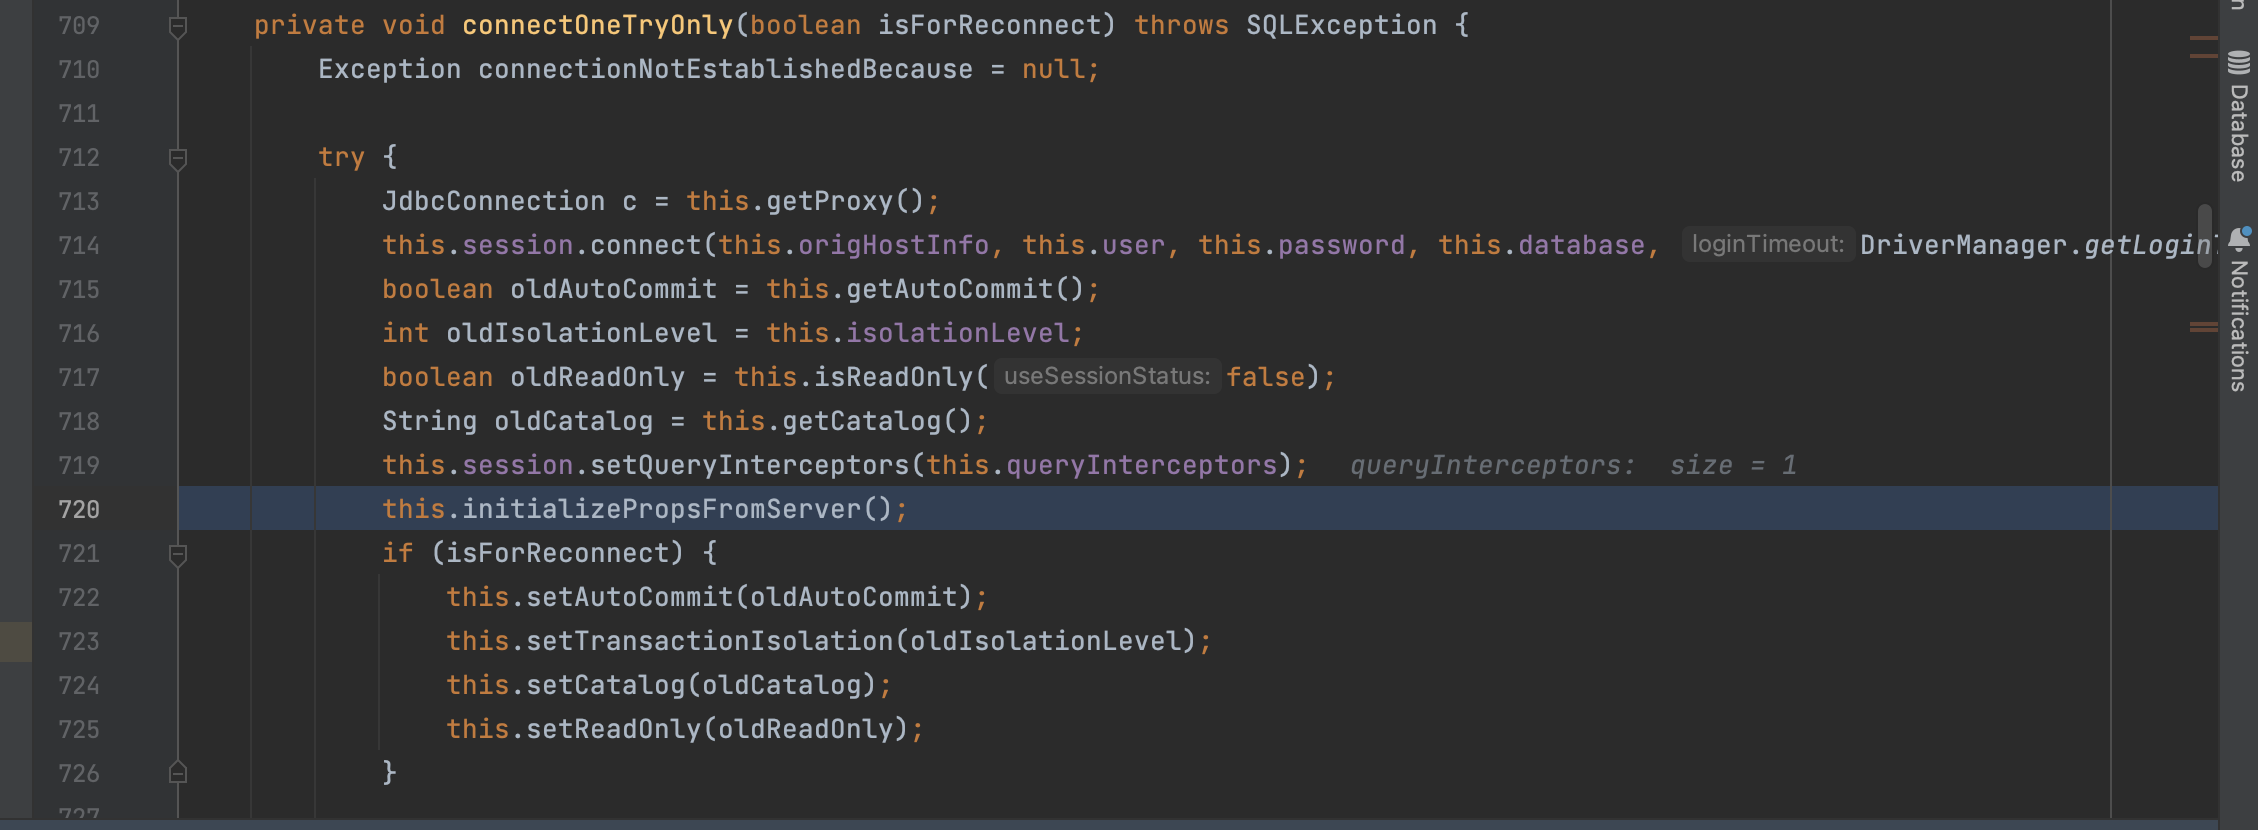 709 private void connectOneTryOnly(boolean isForReconnect) throws SQLException {
710 Exception connectionNotEstablishedBecause = null;
711
712 try {
713 JdbcConnection c = this.getProxy();
714 this.session.connect(this.origHostInfo, this.user, this.password, this.database, loginTimeout: DriverManager.getLogin
715 boolean oldAutoCommit = this.getAutoCommit();
716 int oldIsolationLevel = this.isolationLevel;
717 boolean oldReadOnly = this.isReadOnly( useSessionStatus: false);
718 String oldCatalog = this.getCatalog();
719 this.session.setQueryInterceptors(this.queryInterceptors); queryInterceptors: size = 1
720 this.initializePropsFromServer();
721 if (isForReconnect) {
722 this.setAutoCommit(oldAutoCommit);
723 this.setTransactionIsolation(oldIsolationLevel);
724 this.setCatalog(oldCatalog);
725 this.setReadOnly(oldReadOnly);
726 }
727
Database
Notifications